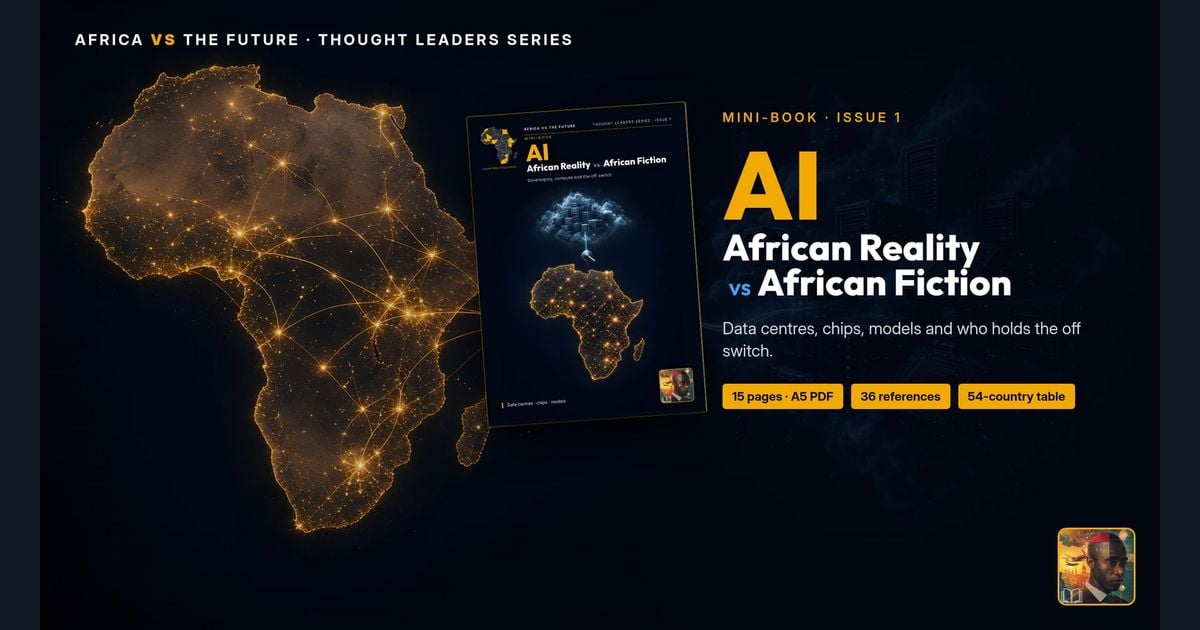 AFRICA VS THE FUTURE · THOUGHT LEADERS SERIES
AFRICA VS THE FUTURE
THOUGHT LEADERS SERIES · ISSUE 1
MINI-BOOK
AI
African Reality vs African Fiction
Sovereignty, compute and the off switch
Data centres · chips · models
MINI-BOOK · ISSUE 1
AI
African Reality
vs African Fiction
Data centres, chips, models and who holds the off
switch.
15 pages · A5 PDF
36 references
54-country table